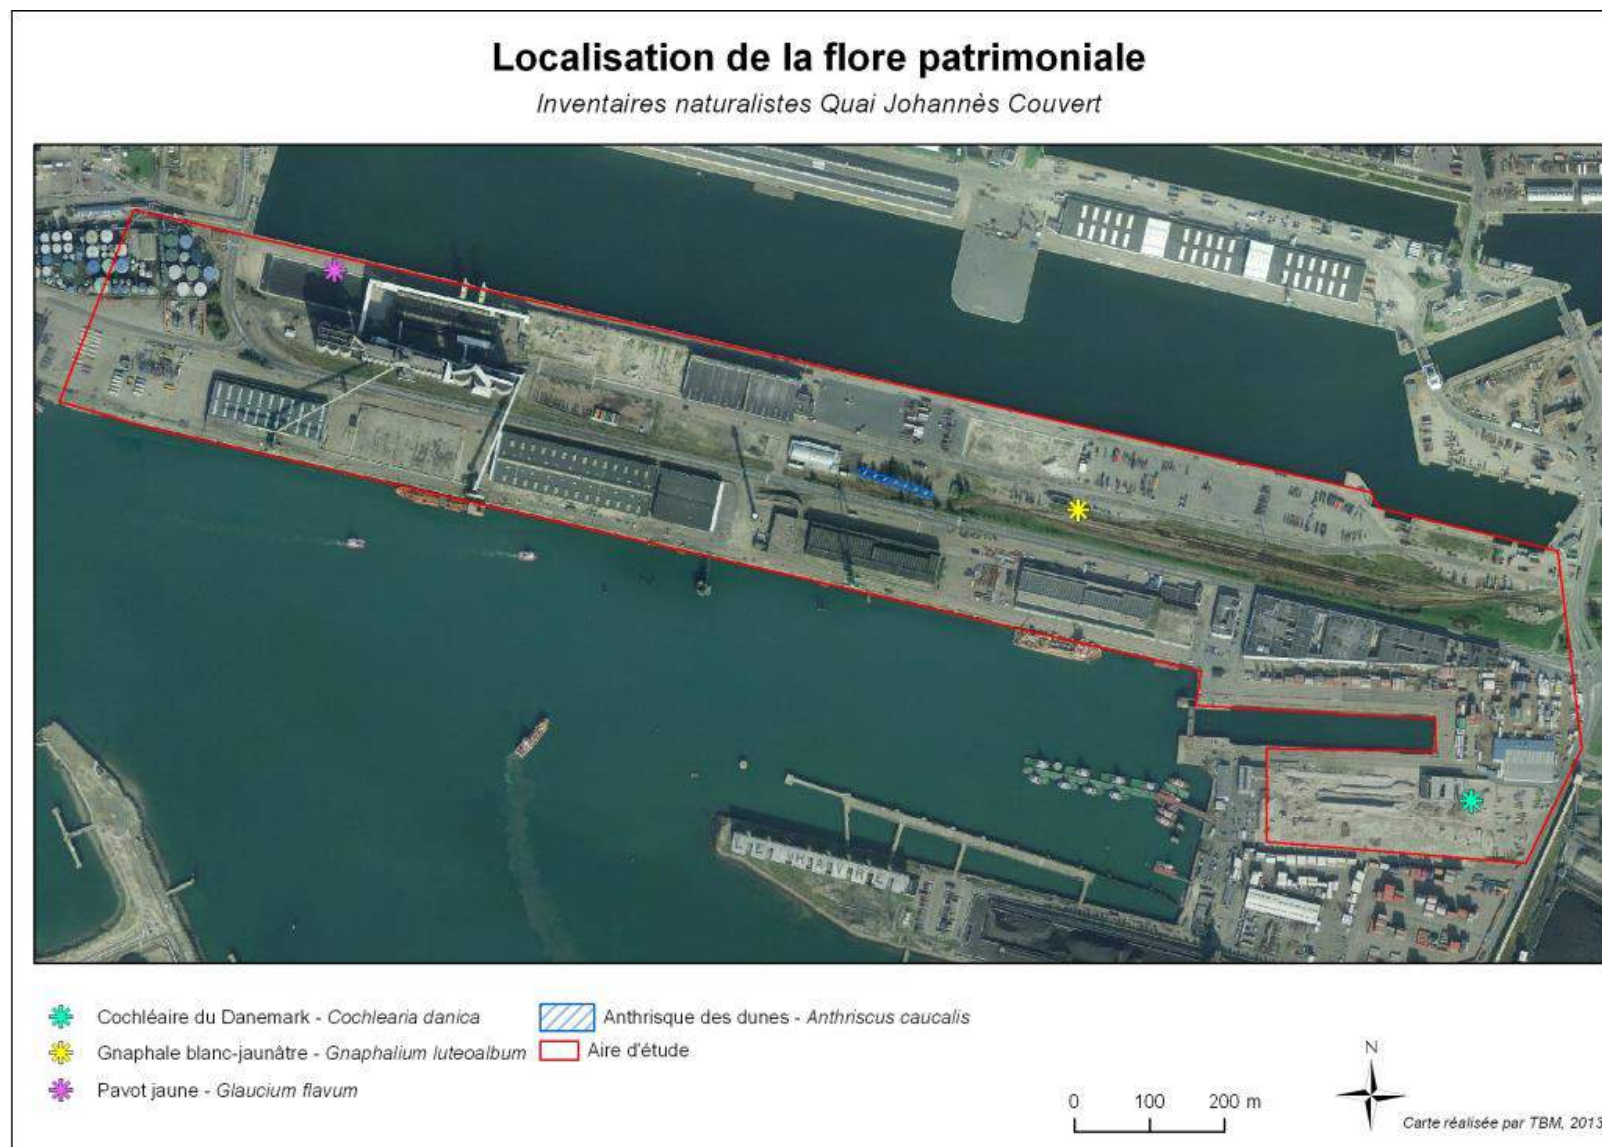 Localisation de la flore patrimoniale
Inventaires naturalistes Quai Johannès Couvert
LE HAVRE
Cochléaire du Danemark - Cochlearia danica
Anthrisque des dunes - Anthriscus caucalis
Gnaphale blanc-jaunâtre - Gnaphalium luteoalbum
Aire d'étude
Pavot jaune - Glaucium flavum
N
0 100 200 m
Carte réalisée par TBM, 2013